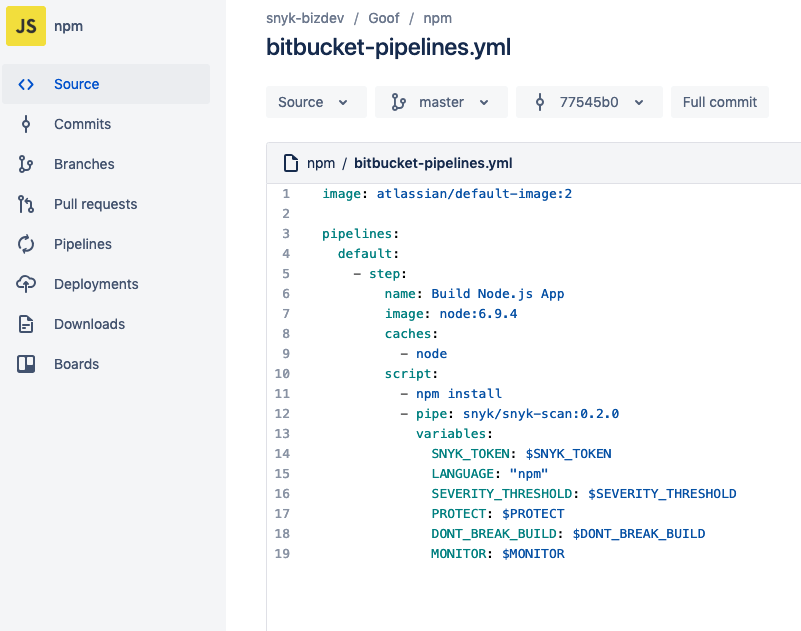 JS npm
Source
Commits
Branches
Pull requests
Pipelines
Deployments
Downloads
Boards
snyk-bizdev / Goof / npm
bitbucket-pipelines.yml
Source master 77545b0 Full commit
npm / bitbucket-pipelines.yml
1 image: atlassian/default-image:2
2
3 pipelines:
4   default:
5     - step:
6         name: Build Node.js App
7         image: node:6.9.4
8         caches:
9           - node
10         script:
11           - npm install
12           - pipe: snyk/snyk-scan:0.2.0
13             variables:
14               SNYK_TOKEN: $SNYK_TOKEN
15               LANGUAGE: "npm"
16               SEVERITY_THRESHOLD: $SEVERITY_THRESHOLD
17               PROTECT: $PROTECT
18               DONT_BREAK_BUILD: $DONT_BREAK_BUILD
19               MONITOR: $MONITOR